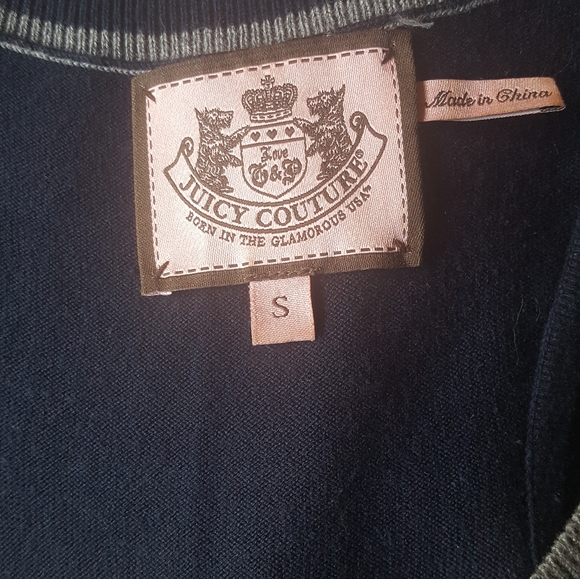 Love
G&P
JUICY COUTURE®
BORN IN THE GLAMOROUS USA®
Made in China
S